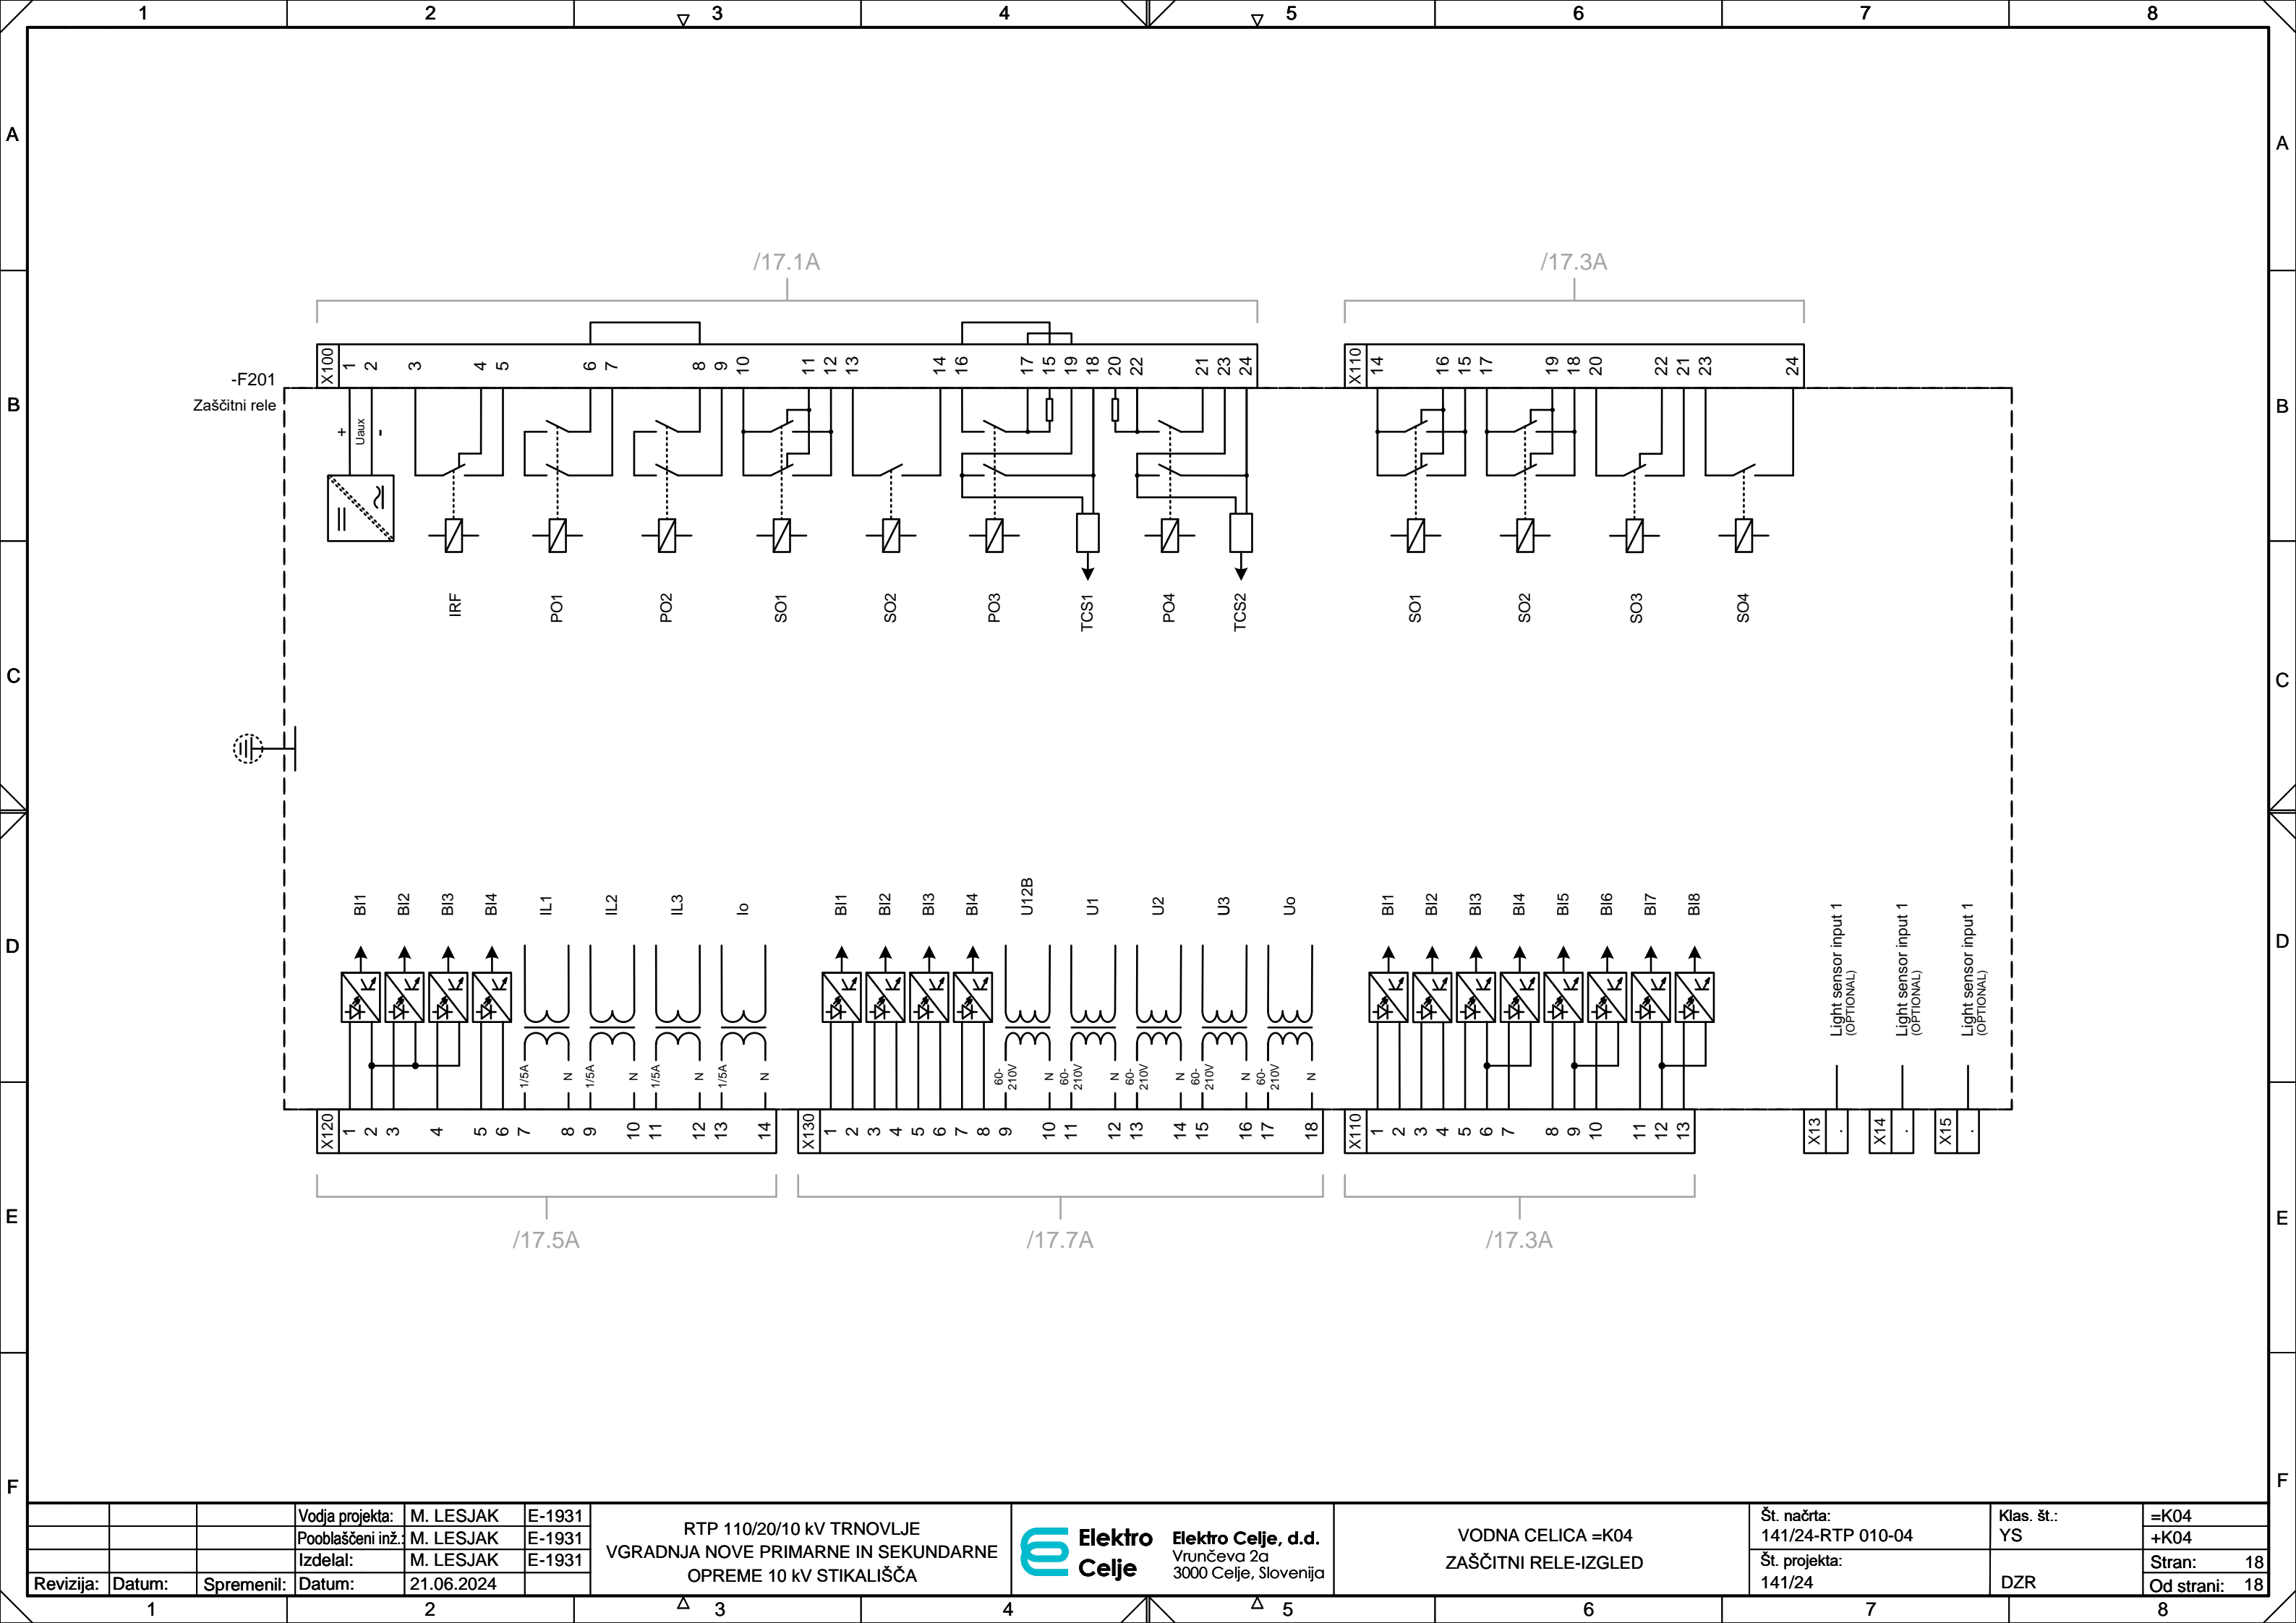 1 2 3 4 5 6 7 8
A A
B B
C C
D D
E E
F F
/17.1A /17.3A
X100 1 2 3 4 5 6 7 8 9 10 11 12 13 14 16 17 15 19 18 20 22 21 23 24
X110 14 16 15 17 19 18 20 22 21 23 24
-F201
Zaščitni rele
+ Uaux -
IRF PO1 PO2 SO1 SO2 PO3 TCS1 PO4 TCS2
SO1 SO2 SO3 SO4
BI1 BI2 BI3 BI4 IL1 IL2 IL3 Io
BI1 BI2 BI3 BI4 U12B U1 U2 U3 Uo
BI1 BI2 BI3 BI4 BI5 BI6 BI7 BI8
Light sensor input 1
(OPTIONAL)
Light sensor input 1
(OPTIONAL)
Light sensor input 1
(OPTIONAL)
1/5A N 1/5A N 1/5A N 1/5A N
60-
210V N
60-
210V N
60-
210V N
60-
210V N
60-
210V N
X120 1 2 3 4 5 6 7 8 9 10 11 12 13 14
X130 1 2 3 4 5 6 7 8 9 10 11 12 13 14 15 16 17 18
X110 1 2 3 4 5 6 7 8 9 10 11 12 13
X13 .
X14 .
X15 .
/17.5A /17.7A /17.3A
Vodja projekta: M. LESJAK E-1931
Pooblaščeni inž.: M. LESJAK E-1931
Izdelal: M. LESJAK E-1931
Revizija: Datum: Spremenil: Datum: 21.06.2024
RTP 110/20/10 kV TRNOVLJE
VGRADNJA NOVE PRIMARNE IN SEKUNDARNE
OPREME 10 kV STIKALIŠČA
Elektro
Celje
Elektro Celje, d.d.
Vrunčeva 2a
3000 Celje, Slovenija
VODNA CELICA =K04
ZAŠČITNI RELE-IZGLED
Št. načrta:
141/24-RTP 010-04
Št. projekta:
141/24
Klas. št.:
YS
DZR
=K04
+K04
Stran: 18
Od strani: 18
1 2 3 4 5 6 7 8